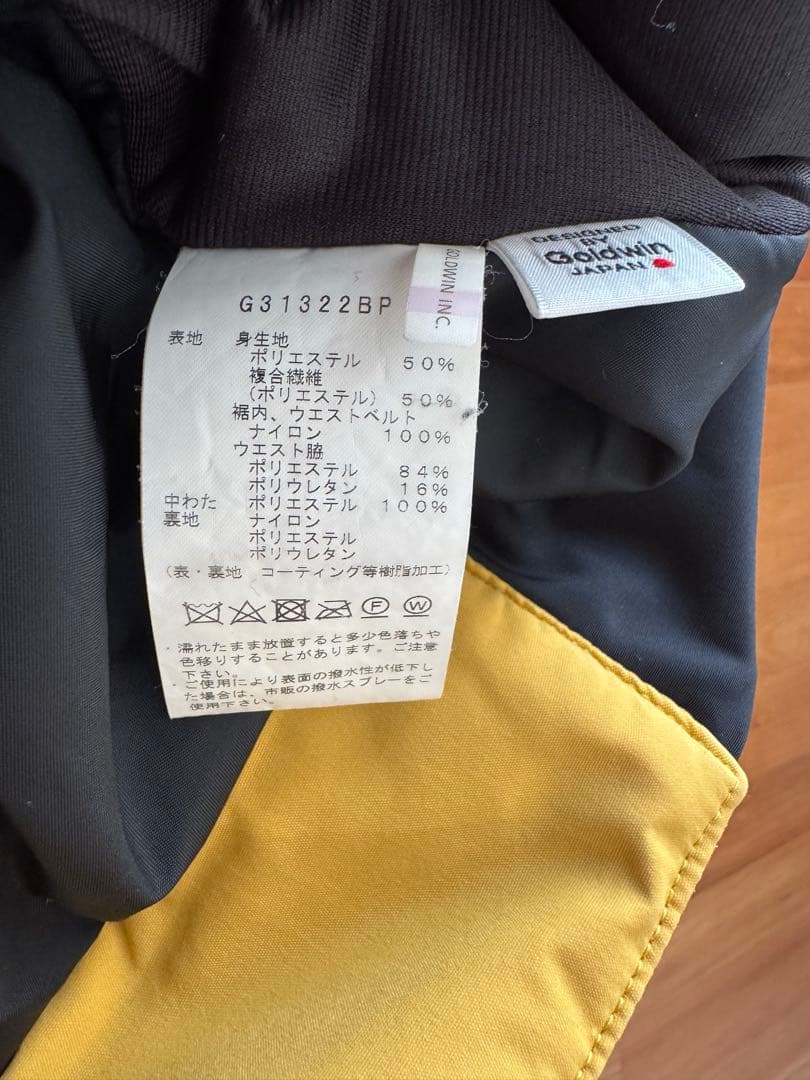 DESIGNED
BY
Goldwin
JAPAN
GOLDWIN INC.
G31322BP
表地 身生地
ポリエステル 50%
複合繊維
(ポリエステル) 50%
裾内、ウエストベルト
ナイロン 100%
ウエスト脇
ポリエステル 84%
ポリウレタン 16%
中わた ポリエステル 100%
裏地 ナイロン
ポリエステル
ポリウレタン
(表・裏地 コーティング等樹脂加工)
F W
・濡れたまま放置すると多少色落ちや
色移りすることがあります。ご注意
下さい。
・ご使用により表面の撥水性が低下し
た場合は、市販の撥水スプレーをご
使用下さい。